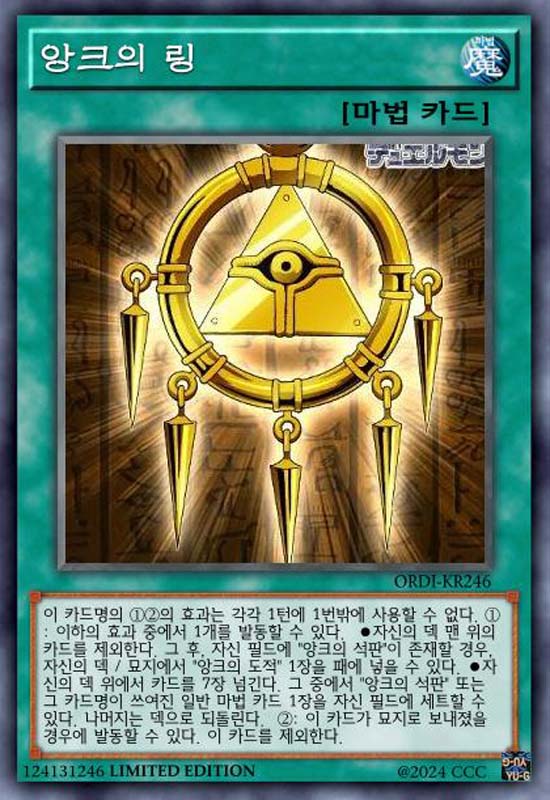 앙크의 링
마법
魔
[마법 카드]
デュエルモン
ORDI-KR246
이 카드명의 ①②의 효과는 각각 1턴에 1번밖에 사용할 수 없다. ①
: 이하의 효과 중에서 1개를 발동할 수 있다. ●자신의 덱 맨 위의
카드를 제외한다. 그 후, 자신 필드에 "앙크의 석판"이 존재할 경우,
자신의 덱 / 묘지에서 "앙크의 도적" 1장을 패에 넣을 수 있다. ●자
신의 덱 위에서 카드를 7장 넘긴다. 그 중에서 "앙크의 석판" 또는
그 카드명이 쓰여진 일반 마법 카드 1장을 자신 필드에 세트할 수
있다. 나머지는 덱으로 되돌린다. ②: 이 카드가 묘지로 보내졌을
경우에 발동할 수 있다. 이 카드를 제외한다.
124131246 LIMITED EDITION @2024 CCC